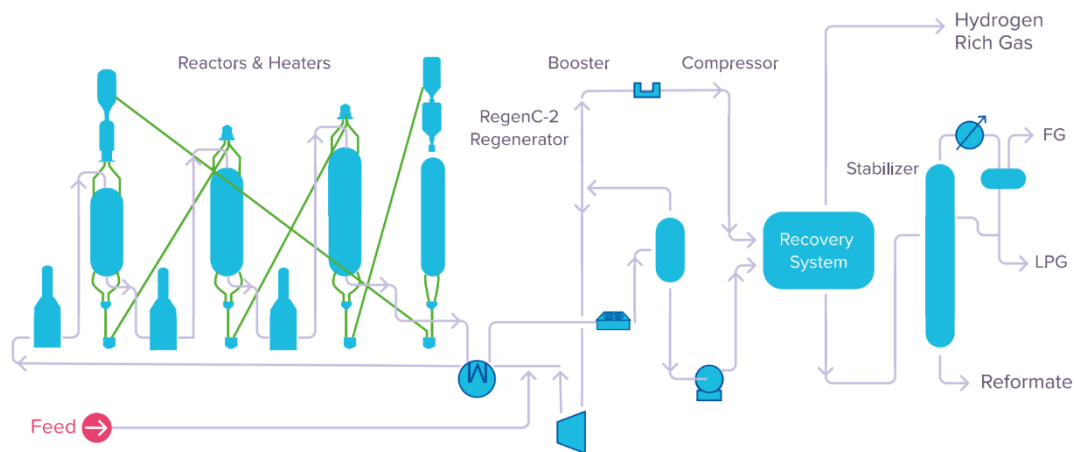 Hydrogen
Rich Gas
Reactors & Heaters
Booster
Compressor
RegenC-2
Regenerator
FG
Stabilizer
Recovery
System
LPG
Reformate
Feed